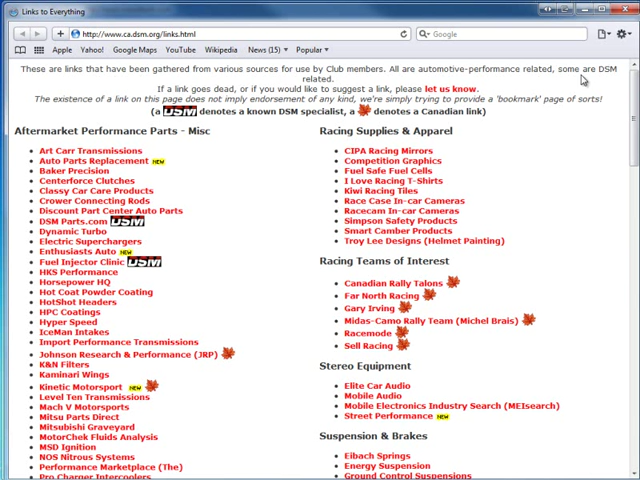 Links to Everything
http://www.ca.dsm.org/links.html
Google
Apple Yahoo! Google Maps YouTube Wikipedia News (15) Popular
These are links that have been gathered from various sources for use by Club members. All are automotive-performance related, some are DSM
related.
If a link goes dead, or if you would like to suggest a link, please let us know.
The existence of a link on this page does not imply endorsement of any kind, we're simply trying to provide a 'bookmark' page of sorts!
(a DSM denotes a known DSM specialist, a denotes a Canadian link)
Aftermarket Performance Parts - Misc
Art Carr Transmissions
Auto Parts Replacement NEW
Baker Precision
Centerforce Clutches
Classy Car Care Products
Crower Connecting Rods
Discount Part Center Auto Parts
DSM Parts.com DSM
Dynamic Turbo
Electric Superchargers
Enthusiasts Auto NEW
Fuel Injector Clinic DSM
HKS Performance
Horsepower HQ
Hot Coat Powder Coating
HotShot Headers
HPC Coatings
Hyper Speed
IceMan Intakes
Import Performance Transmissions
Johnson Research & Performance (JRP)
K&N Filters
Kaminari Wings
Kinetic Motorsport NEW
Level Ten Transmissions
Mach V Motorsports
Mitsu Parts Direct
Mitsubishi Graveyard
MotorChek Fluids Analysis
MSD Ignition
NOS Nitrous Systems
Performance Marketplace (The)
Pro Charger Intercoolers
Racing Supplies & Apparel
CIPA Racing Mirrors
Competition Graphics
Fuel Safe Fuel Cells
I Love Racing T-Shirts
Kiwi Racing Tiles
Race Case In-car Cameras
Racecam In-car Cameras
Simpson Safety Products
Smart Camber Products
Troy Lee Designs (Helmet Painting)
Racing Teams of Interest
Canadian Rally Talons
Far North Racing
Gary Irving
Midas-Camo Rally Team (Michel Brais)
Racemode
Sell Racing
Stereo Equipment
Elite Car Audio
Mobile Audio
Mobile Electronics Industry Search (MEIsearch)
Street Performance NEW
Suspension & Brakes
Eibach Springs
Energy Suspension
Ground Control Suspensions